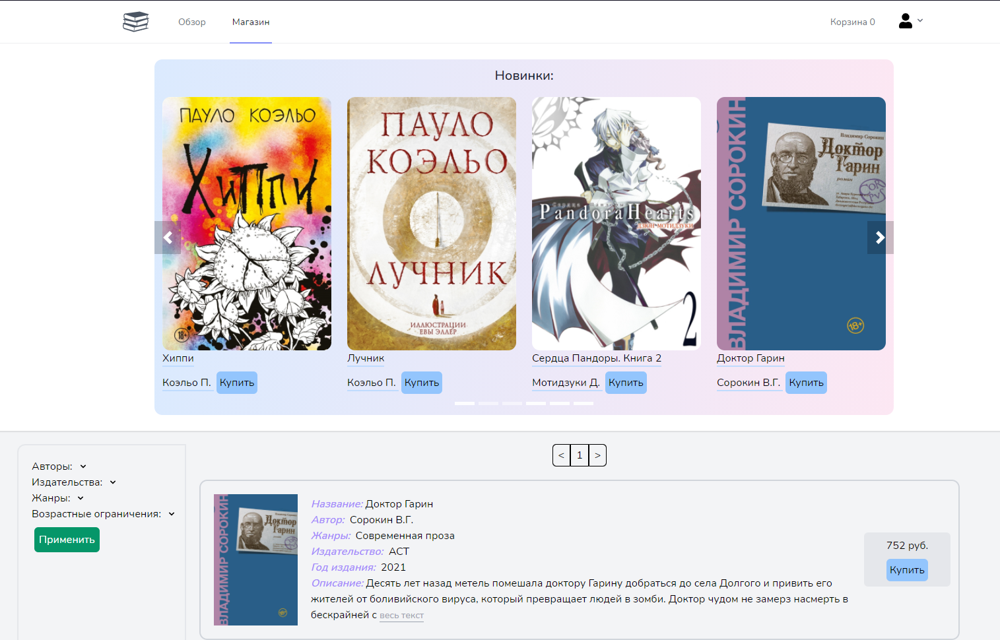 Обзор
Магазин
Корзина 0
Новинки:
ПАУЛО КОЭЛЬО
Хиппи
18+
ПАУЛО
КОЭЛЬО
ЛУЧНИК
ИЛЛЮСТРАЦИИ
ЕВЫ ЭЛЛЕР
Сердце Пандоры
PandoraHearts
ДЗЮН МОТИДЗУКИ
2
ВЛАДИМИР СОРОКИН
Владимир Сорокин
Доктор
Гарин
роман
18+
Хиппи
Лучник
Сердца Пандоры. Книга 2
Доктор Гарин
Коэльо П. Купить
Коэльо П. Купить
Мотидзуки Д. Купить
Сорокин В.Г. Купить
< 1 >
Авторы:
Издательства:
Жанры:
Возрастные ограничения:
Применить
ВЛАДИМИР СОРОКИН
Доктор
Гарин
Название: Доктор Гарин
Автор: Сорокин В.Г.
Жанры: Современная проза
Издательство: АСТ
Год издания: 2021
Описание: Десять лет назад метель помешала доктору Гарину добраться до села Долгого и привить его
жителей от боливийского вируса, который превращает людей в зомби. Доктор чудом не замерз насмерть в
бескрайней с весь текст
752 руб.
Купить